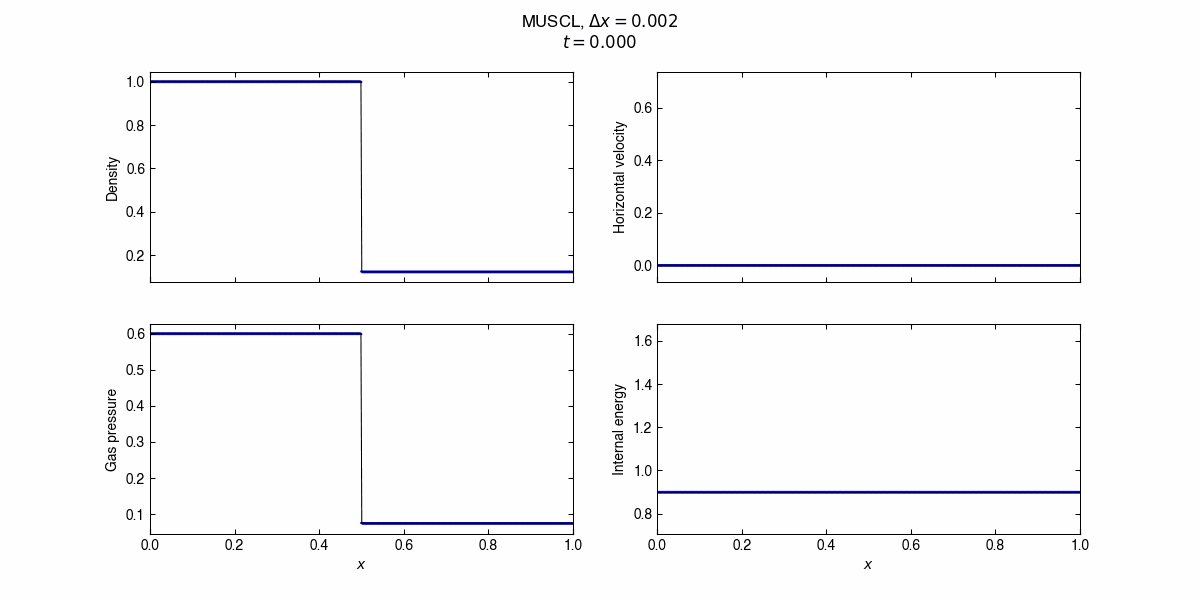 MUSCL, Δx = 0.002
t = 0.000
1.0
0.8
0.6
0.4
0.2
Density
0.6
0.4
0.2
0.0
Horizontal velocity
0.6
0.5
0.4
0.3
0.2
0.1
Gas pressure
0.0 0.2 0.4 0.6 0.8 1.0
x
1.6
1.4
1.2
1.0
0.8
Internal energy
0.0 0.2 0.4 0.6 0.8 1.0
x